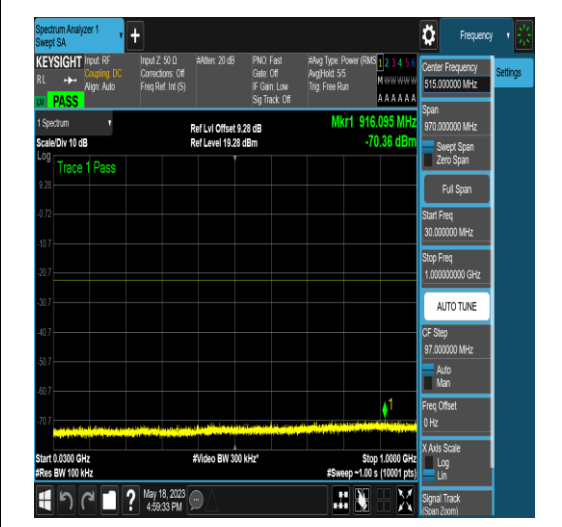 Spectrum Analyzer 1
Swept SA
Frequency
KEYSIGHT
RL
PASS
Input: RF
Coupling: DC
Align: Auto
Input Z: 50 Ω
Corrections: Off
Freq Ref: Int (S)
#Atten: 20 dB
PNO: Fast
Gate: Off
IF Gain: Low
Sig Track: Off
#Avg Type: Power (RMS
Avg|Hold: 5/5
Trig: Free Run
1 2 3 4 5 6
M W W W W W
A A A A A A
Settings
1 Spectrum
Scale/Div 10 dB
Ref Lvl Offset 9.28 dB
Ref Level 19.28 dBm
Mkr1 916.095 MHz
-70.36 dBm
Log
Trace 1 Pass
9.28
-0.72
-10.7
-20.7
-30.7
-40.7
-50.7
-60.7
-70.7
1
Start 0.0300 GHz
#Res BW 100 kHz
#Video BW 300 kHz*
Stop 1.0000 GHz
#Sweep ~1.00 s (10001 pts)
Center Frequency
515.000000 MHz
Span
970.000000 MHz
Swept Span
Zero Span
Full Span
Start Freq
30.000000 MHz
Stop Freq
1.000000000 GHz
AUTO TUNE
CF Step
97.000000 MHz
Auto
Man
Freq Offset
0 Hz
X Axis Scale
Log
Lin
Signal Track
(Span Zoom)
?
May 18, 2023
4:59:33 PM